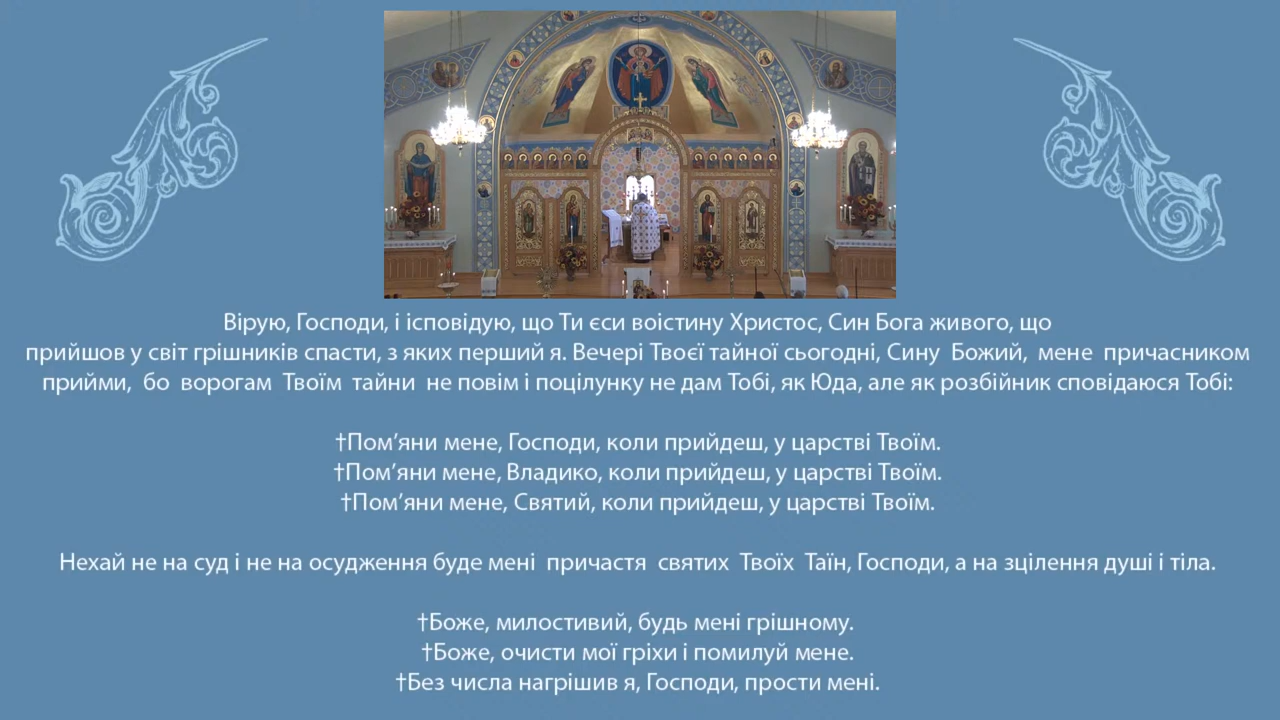 Вірую, Господи, і ісповідую, що Ти єси воістину Христос, Син Бога живого, що
прийшов у світ грішників спасти, з яких перший я. Вечері Твоєї тайної сьогодні, Сину Божий, мене причасником
прийми, бо ворогам Твоїм тайни не повім і поцілунку не дам Тобі, як Юда, але як розбійник сповідаюся Тобі:
†Пом’яни мене, Господи, коли прийдеш, у царстві Твоїм.
†Пом’яни мене, Владико, коли прийдеш, у царстві Твоїм.
†Пом’яни мене, Святий, коли прийдеш, у царстві Твоїм.
Нехай не на суд і не на осудження буде мені причастя святих Твоїх Таїн, Господи, а на зцілення душі і тіла.
†Боже, милостивий, будь мені грішному.
†Боже, очисти мої гріхи і помилуй мене.
†Без числа нагрішив я, Господи, прости мені.